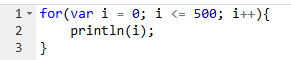 1 for(var i = 0; i <= 500; i++){
2     println(i);
3 }